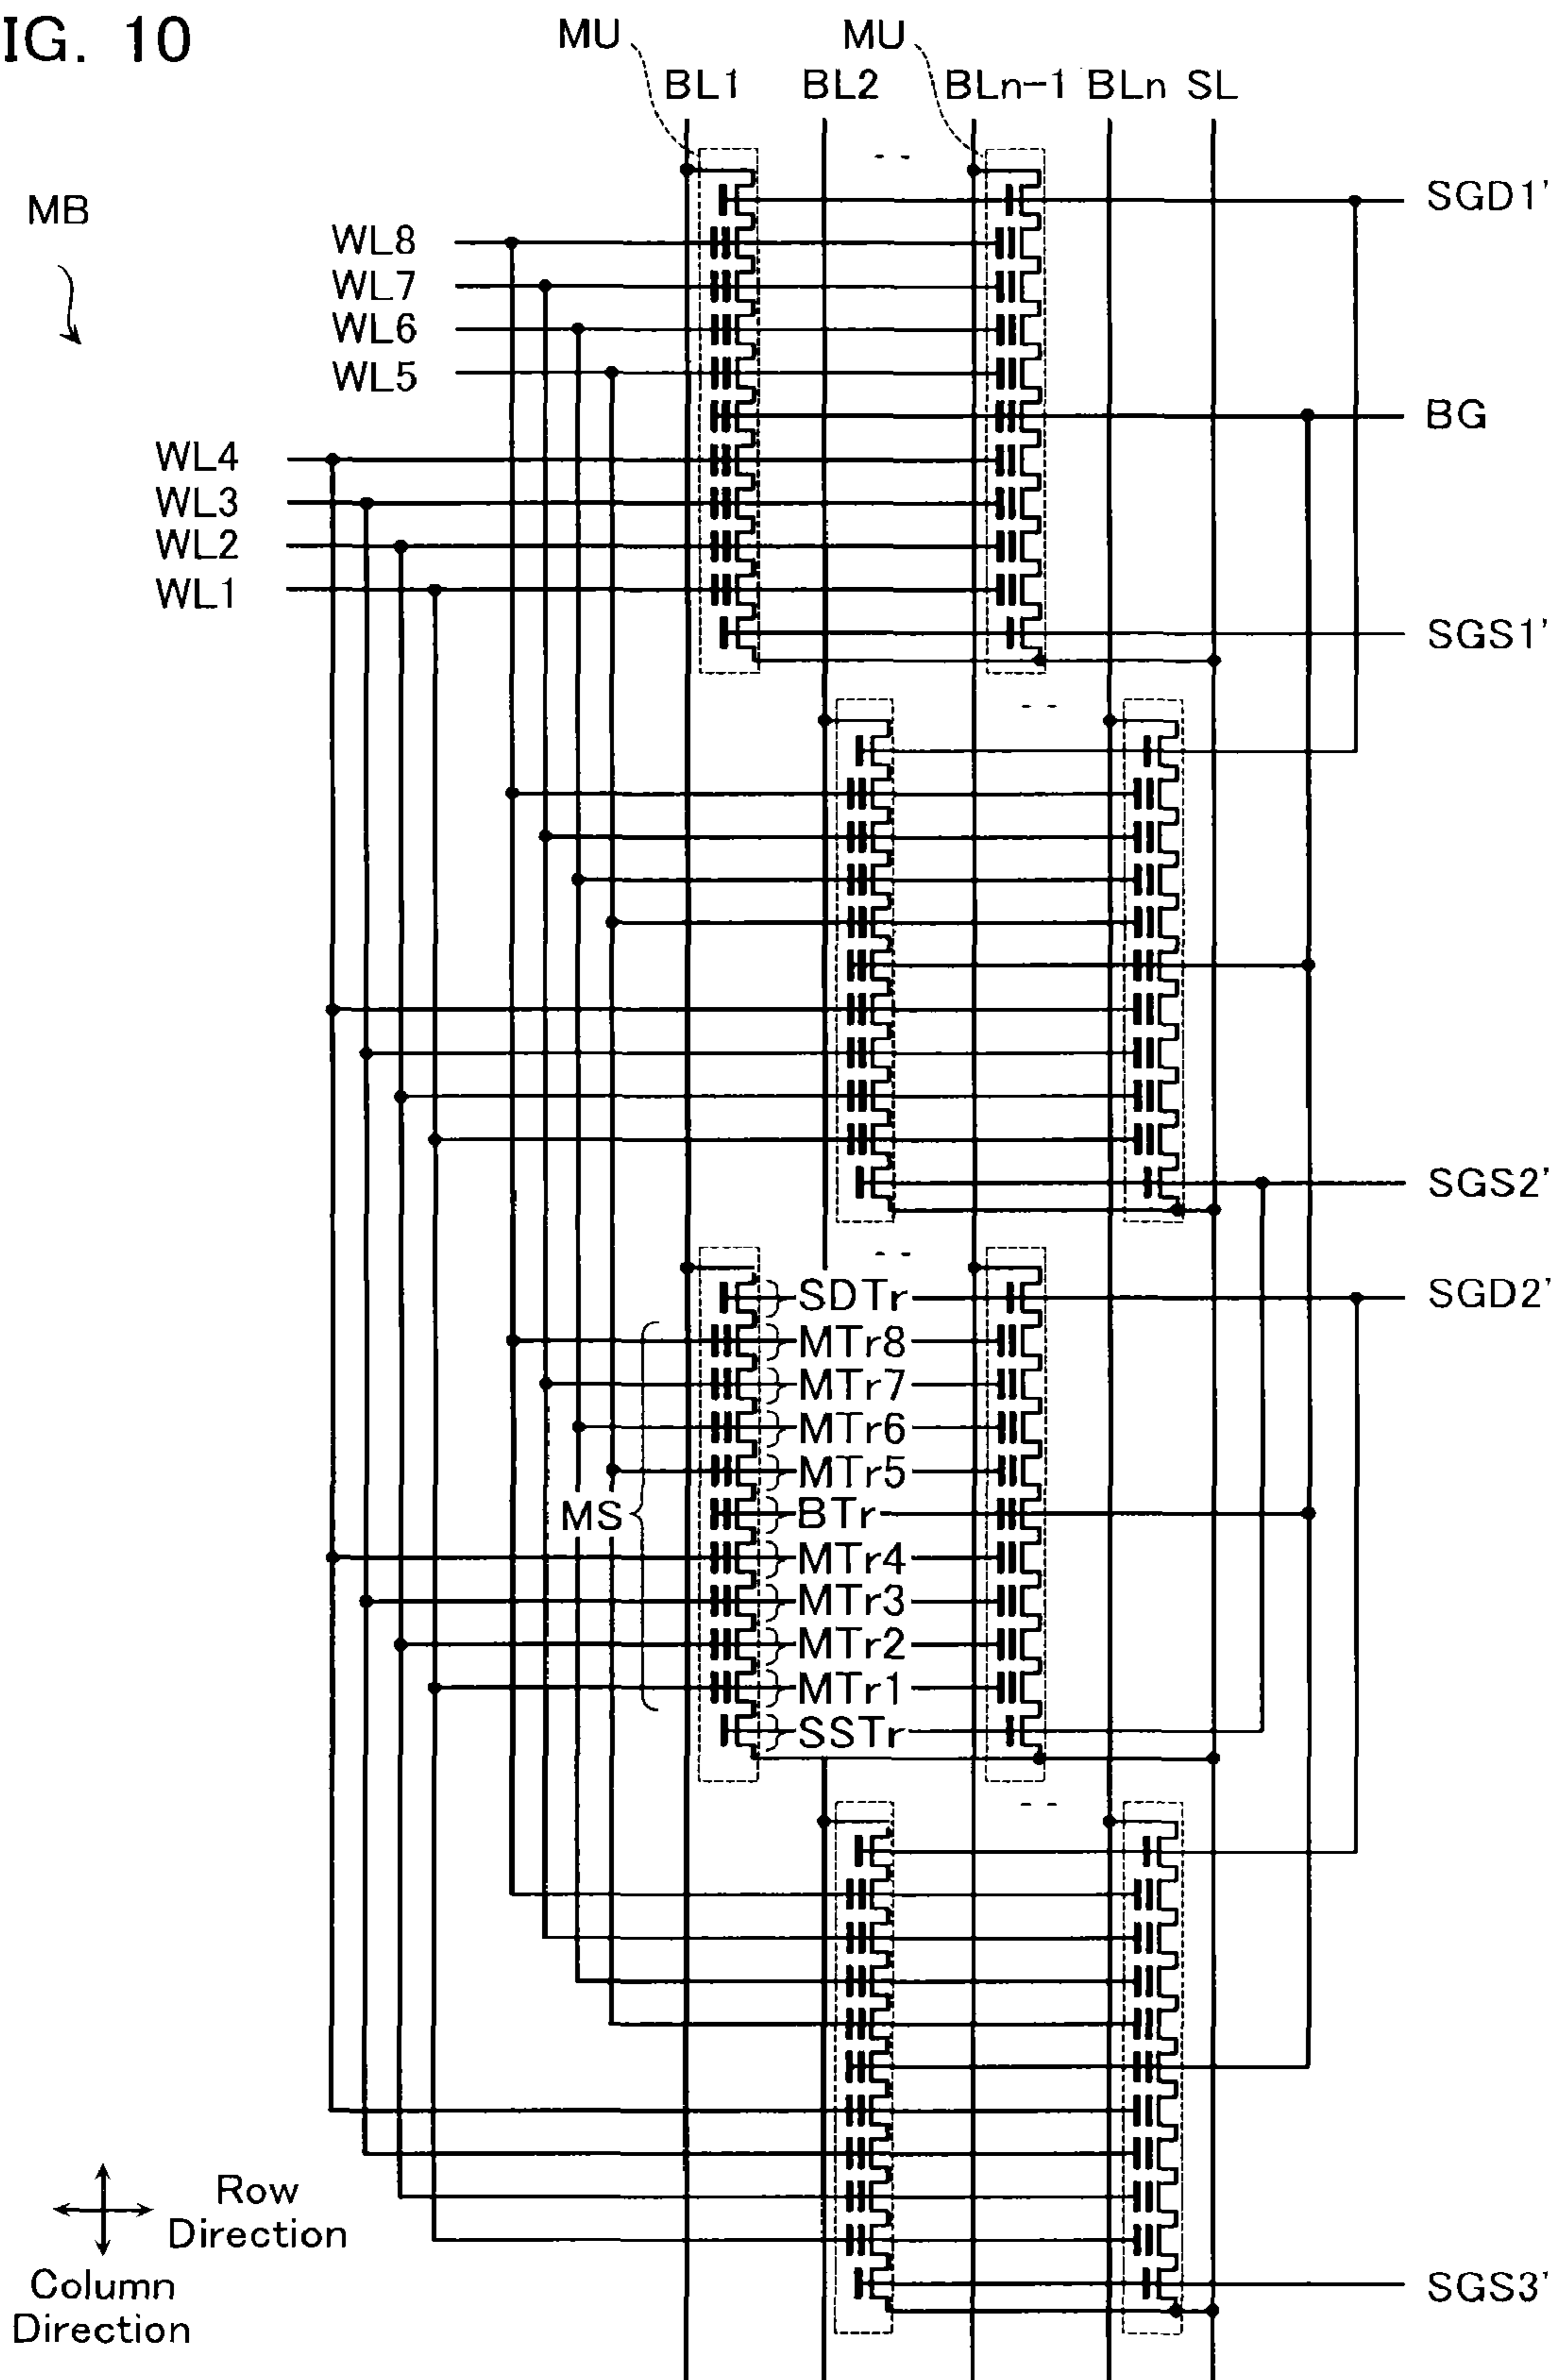 IG. 10
MU
MU
BL1 BL2 BLn-1 BLn SL
MB
SGD1'
WL8
WL7
WL6
WL5
BG
WL4
WL3
WL2
WL1
SGS1'
SGS2'
SDTr
SGD2'
MTr8
MTr7
MTr6
MTr5
MS
BTr
MTr4
MTr3
MTr2
MTr1
SSTr
Row
Direction
Column
Direction
SGS3'